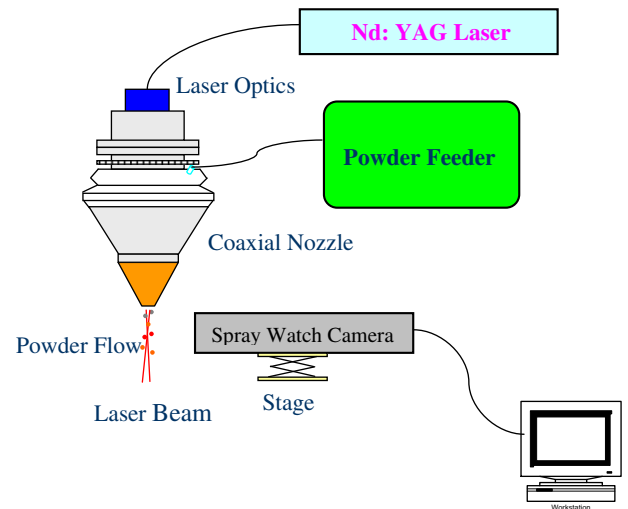 Nd: YAG Laser
Laser Optics
Powder Feeder
Coaxial Nozzle
Spray Watch Camera
Powder Flow
Stage
Laser Beam
Workstation